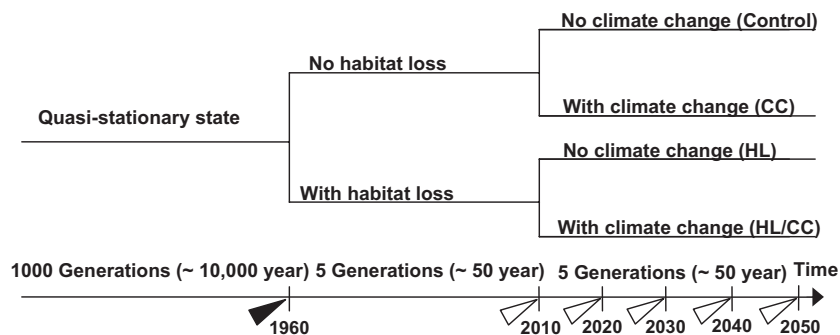 No climate change (Control)
No habitat loss
With climate change (CC)
Quasi-stationary state
No climate change (HL)
With habitat loss
With climate change (HL/CC)
1000 Generations (~ 10,000 year) 5 Generations (~ 50 year) 5 Generations (~ 50 year) Time
1960 2010 2020 2030 2040 2050